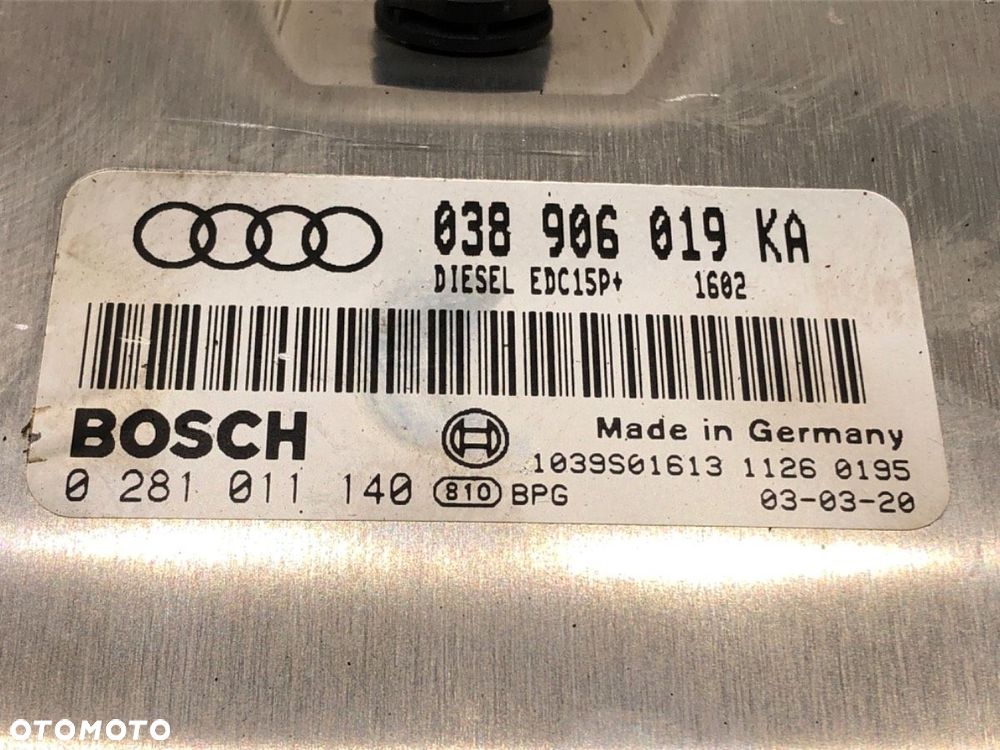 038 906 019 KA
DIESEL EDC15P+ 1602
BOSCH
Made in Germany
1039S01613 1126 0195
0 281 011 140 810 BPG 03-03-20
OTOMOTO